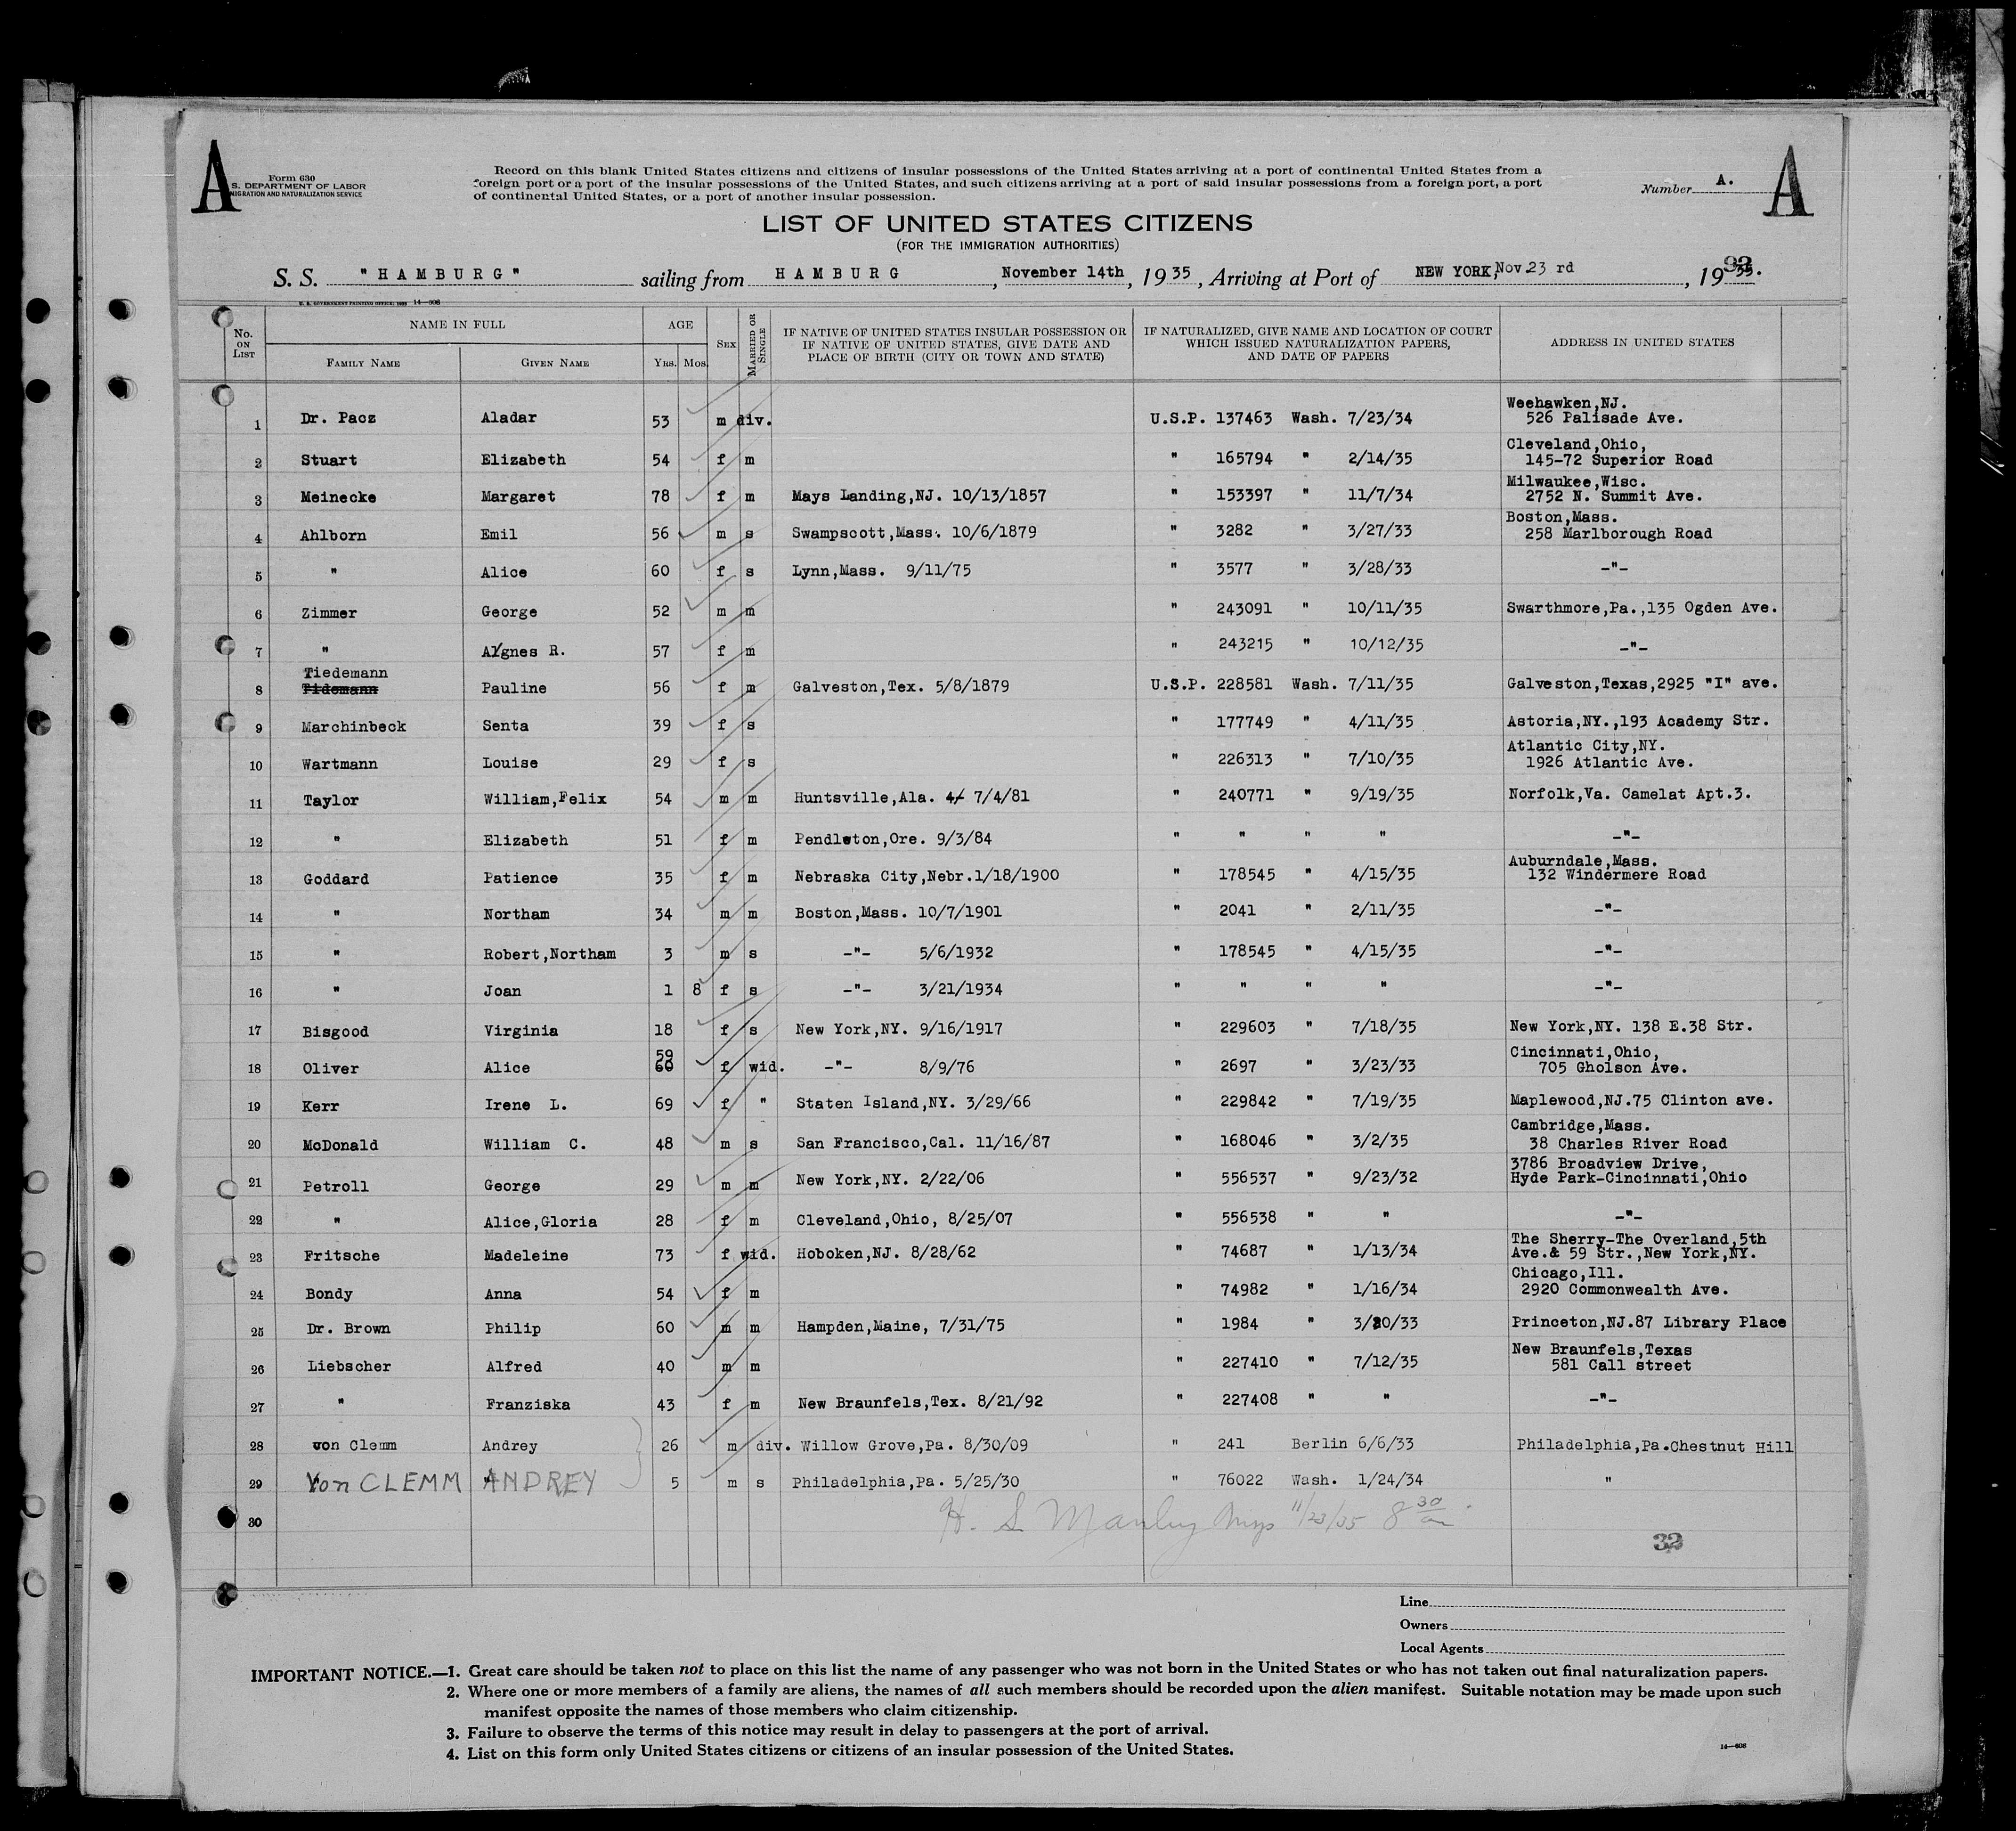 A
Form 630
S. DEPARTMENT OF LABOR
MIGRATION AND NATURALIZATION SERVICE
Record on this blank United States citizens and citizens of insular possessions of the United States arriving at a port of continental United States from a
foreign port or a port of the insular possessions of the United States, and such citizens arriving at a port of said insular possessions from a foreign port, a port
of continental United States, or a port of another insular possession.
Number A.
A
LIST OF UNITED STATES CITIZENS
(FOR THE IMMIGRATION AUTHORITIES)
S. S. "HAMBURG" sailing from HAMBURG, November 14th, 1935, Arriving at Port of NEW YORK, Nov.23 rd, 1935.
U. S. GOVERNMENT PRINTING OFFICE: 14—608
No. ON LIST NAME IN FULL AGE SEX MARRIED OR SINGLE IF NATIVE OF UNITED STATES INSULAR POSSESSION OR IF NATIVE OF UNITED STATES, GIVE DATE AND PLACE OF BIRTH (CITY OR TOWN AND STATE) IF NATURALIZED, GIVE NAME AND LOCATION OF COURT WHICH ISSUED NATURALIZATION PAPERS, AND DATE OF PAPERS ADDRESS IN UNITED STATES
FAMILY NAME GIVEN NAME YRS. MOS.
1 Dr. Pacz Aladar 53 m div. U.S.P. 137463 Wash. 7/23/34 Weehawken,NJ. 526 Palisade Ave.
2 Stuart Elizabeth 54 f m " 165794 " 2/14/35 Cleveland,Ohio, 145-72 Superior Road
3 Meinecke Margaret 78 f m Mays Landing,NJ. 10/13/1857 " 153397 " 11/7/34 Milwaukee,Wisc. 2752 N. Summit Ave.
4 Ahlborn Emil 56 m s Swampscott,Mass. 10/6/1879 " 3282 " 3/27/33 Boston,Mass. 258 Marlborough Road
5 " Alice 60 f s Lynn,Mass. 9/11/75 " 3577 " 3/28/33 -"-
6 Zimmer George 52 m m " 243091 " 10/11/35 Swarthmore,Pa.,135 Ogden Ave.
7 " Agnes R. 57 f m " 243215 " 10/12/35 -"-
8 Tiedemann Tidemann Pauline 56 f m Galveston,Tex. 5/8/1879 U.S.P. 228581 Wash. 7/11/35 Galveston,Texas,2925 "I" ave.
9 Marchinbeck Senta 39 f s " 177749 " 4/11/35 Astoria,NY.,193 Academy Str.
10 Wartmann Louise 29 f s " 226313 " 7/10/35 Atlantic City,NY. 1926 Atlantic Ave.
11 Taylor William,Felix 54 m m Huntsville,Ala. 4/ 7/4/81 " 240771 " 9/19/35 Norfolk,Va. Camelat Apt.3.
12 " Elizabeth 51 f m Pendleton,Ore. 9/3/84 " " " " -"-
13 Goddard Patience 35 f m Nebraska City,Nebr.1/18/1900 " 178545 " 4/15/35 Auburndale,Mass. 132 Windermere Road
14 " Northam 34 m m Boston,Mass. 10/7/1901 " 2041 " 2/11/35 -"-
15 " Robert,Northam 3 m s -"- 5/6/1932 " 178545 " 4/15/35 -"-
16 " Joan 1 8 f s -"- 3/21/1934 " " " " -"-
17 Bisgood Virginia 18 f s New York,NY. 9/16/1917 " 229603 " 7/18/35 New York,NY. 138 E.38 Str.
18 Oliver Alice 59 60 f wid. -"- 8/9/76 " 2697 " 3/23/33 Cincinnati,Ohio, 705 Gholson Ave.
19 Kerr Irene L. 69 f " Staten Island,NY. 3/29/66 " 229842 " 7/19/35 Maplewood,NJ.75 Clinton ave.
20 McDonald William C. 48 m s San Francisco,Cal. 11/16/87 " 168046 " 3/2/35 Cambridge,Mass. 38 Charles River Road
21 Petroll George 29 m m New York,NY. 2/22/06 " 556537 " 9/23/32 3786 Broadview Drive, Hyde Park-Cincinnati,Ohio
22 " Alice,Gloria 28 f m Cleveland,Ohio, 8/25/07 " 556538 " " -"-
23 Fritsche Madeleine 73 f wid. Hoboken,NJ. 8/28/62 " 74687 " 1/13/34 The Sherry-The Overland,5th Ave.& 59 Str.,New York,NY.
24 Bondy Anna 54 f m " 74982 " 1/16/34 Chicago,Ill. 2920 Commonwealth Ave.
25 Dr. Brown Philip 60 m m Hampden,Maine, 7/31/75 " 1984 " 3/20/33 Princeton,NJ.87 Library Place
26 Liebscher Alfred 40 m m " 227410 " 7/12/35 New Braunfels,Texas 581 Call street
27 " Franziska 43 f m New Braunfels,Tex. 8/21/92 " 227408 " " -"-
28 von Clemm Andrey 26 m div. Willow Grove,Pa. 8/30/09 " 241 Berlin 6/6/33 Philadelphia,Pa.Chestnut Hill
29 Von CLEMM ANDREY 5 m s Philadelphia,Pa. 5/25/30 " 76022 Wash. 1/24/34 "
30 H. S. Manley 11/23/35 8 30 am
32
Line
Owners
Local Agents
IMPORTANT NOTICE.—1. Great care should be taken not to place on this list the name of any passenger who was not born in the United States or who has not taken out final naturalization papers.
2. Where one or more members of a family are aliens, the names of all such members should be recorded upon the alien manifest. Suitable notation may be made upon such
manifest opposite the names of those members who claim citizenship.
3. Failure to observe the terms of this notice may result in delay to passengers at the port of arrival.
4. List on this form only United States citizens or citizens of an insular possession of the United States.
14—608